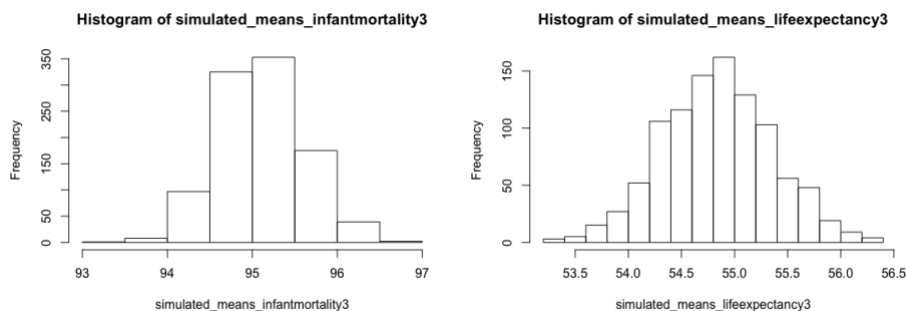 Histogram of simulated_means_infantmortality3
Frequency
350
250
150
50
0
93 94 95 96 97
simulated_means_infantmortality3
Histogram of simulated_means_lifeexpectancy3
Frequency
150
100
50
0
53.5 54.0 54.5 55.0 55.5 56.0 56.5
simulated_means_lifeexpectancy3